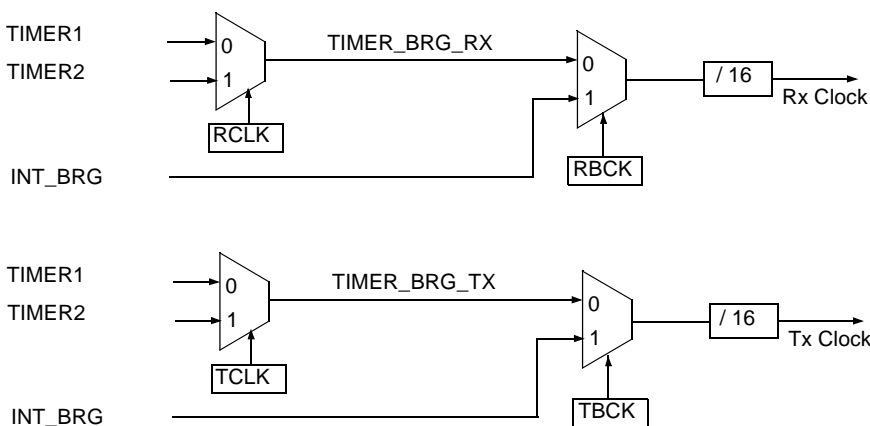 TIMER1
0
TIMER_BRG_RX
TIMER2
1
0
1
/ 16
Rx Clock
RCLK
RBCK
INT_BRG
TIMER1
0
TIMER_BRG_TX
TIMER2
1
0
1
/ 16
Tx Clock
TCLK
TBCK
INT_BRG